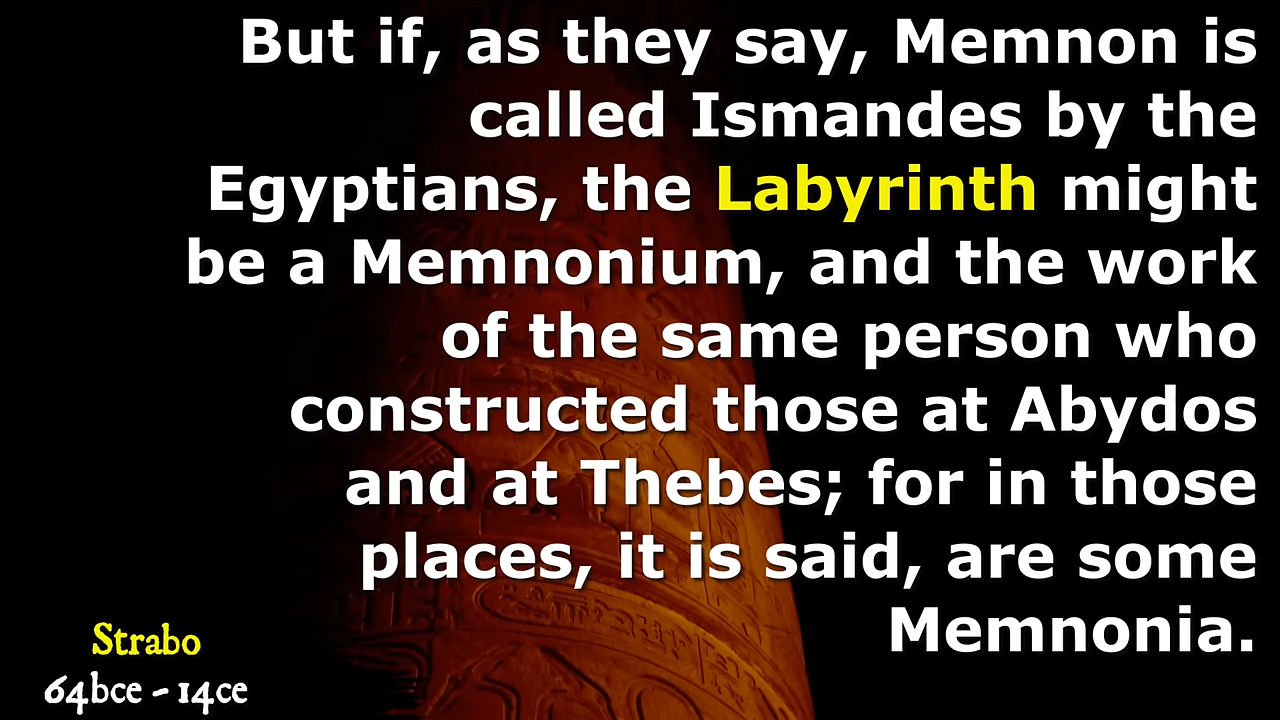 But if, as they say, Memnon is
called Ismandes by the
Egyptians, the Labyrinth might
be a Memnonium, and the work
of the same person who
constructed those at Abydos
and at Thebes; for in those
places, it is said, are some
Memnonia.
Strabo
64bce - 14ce